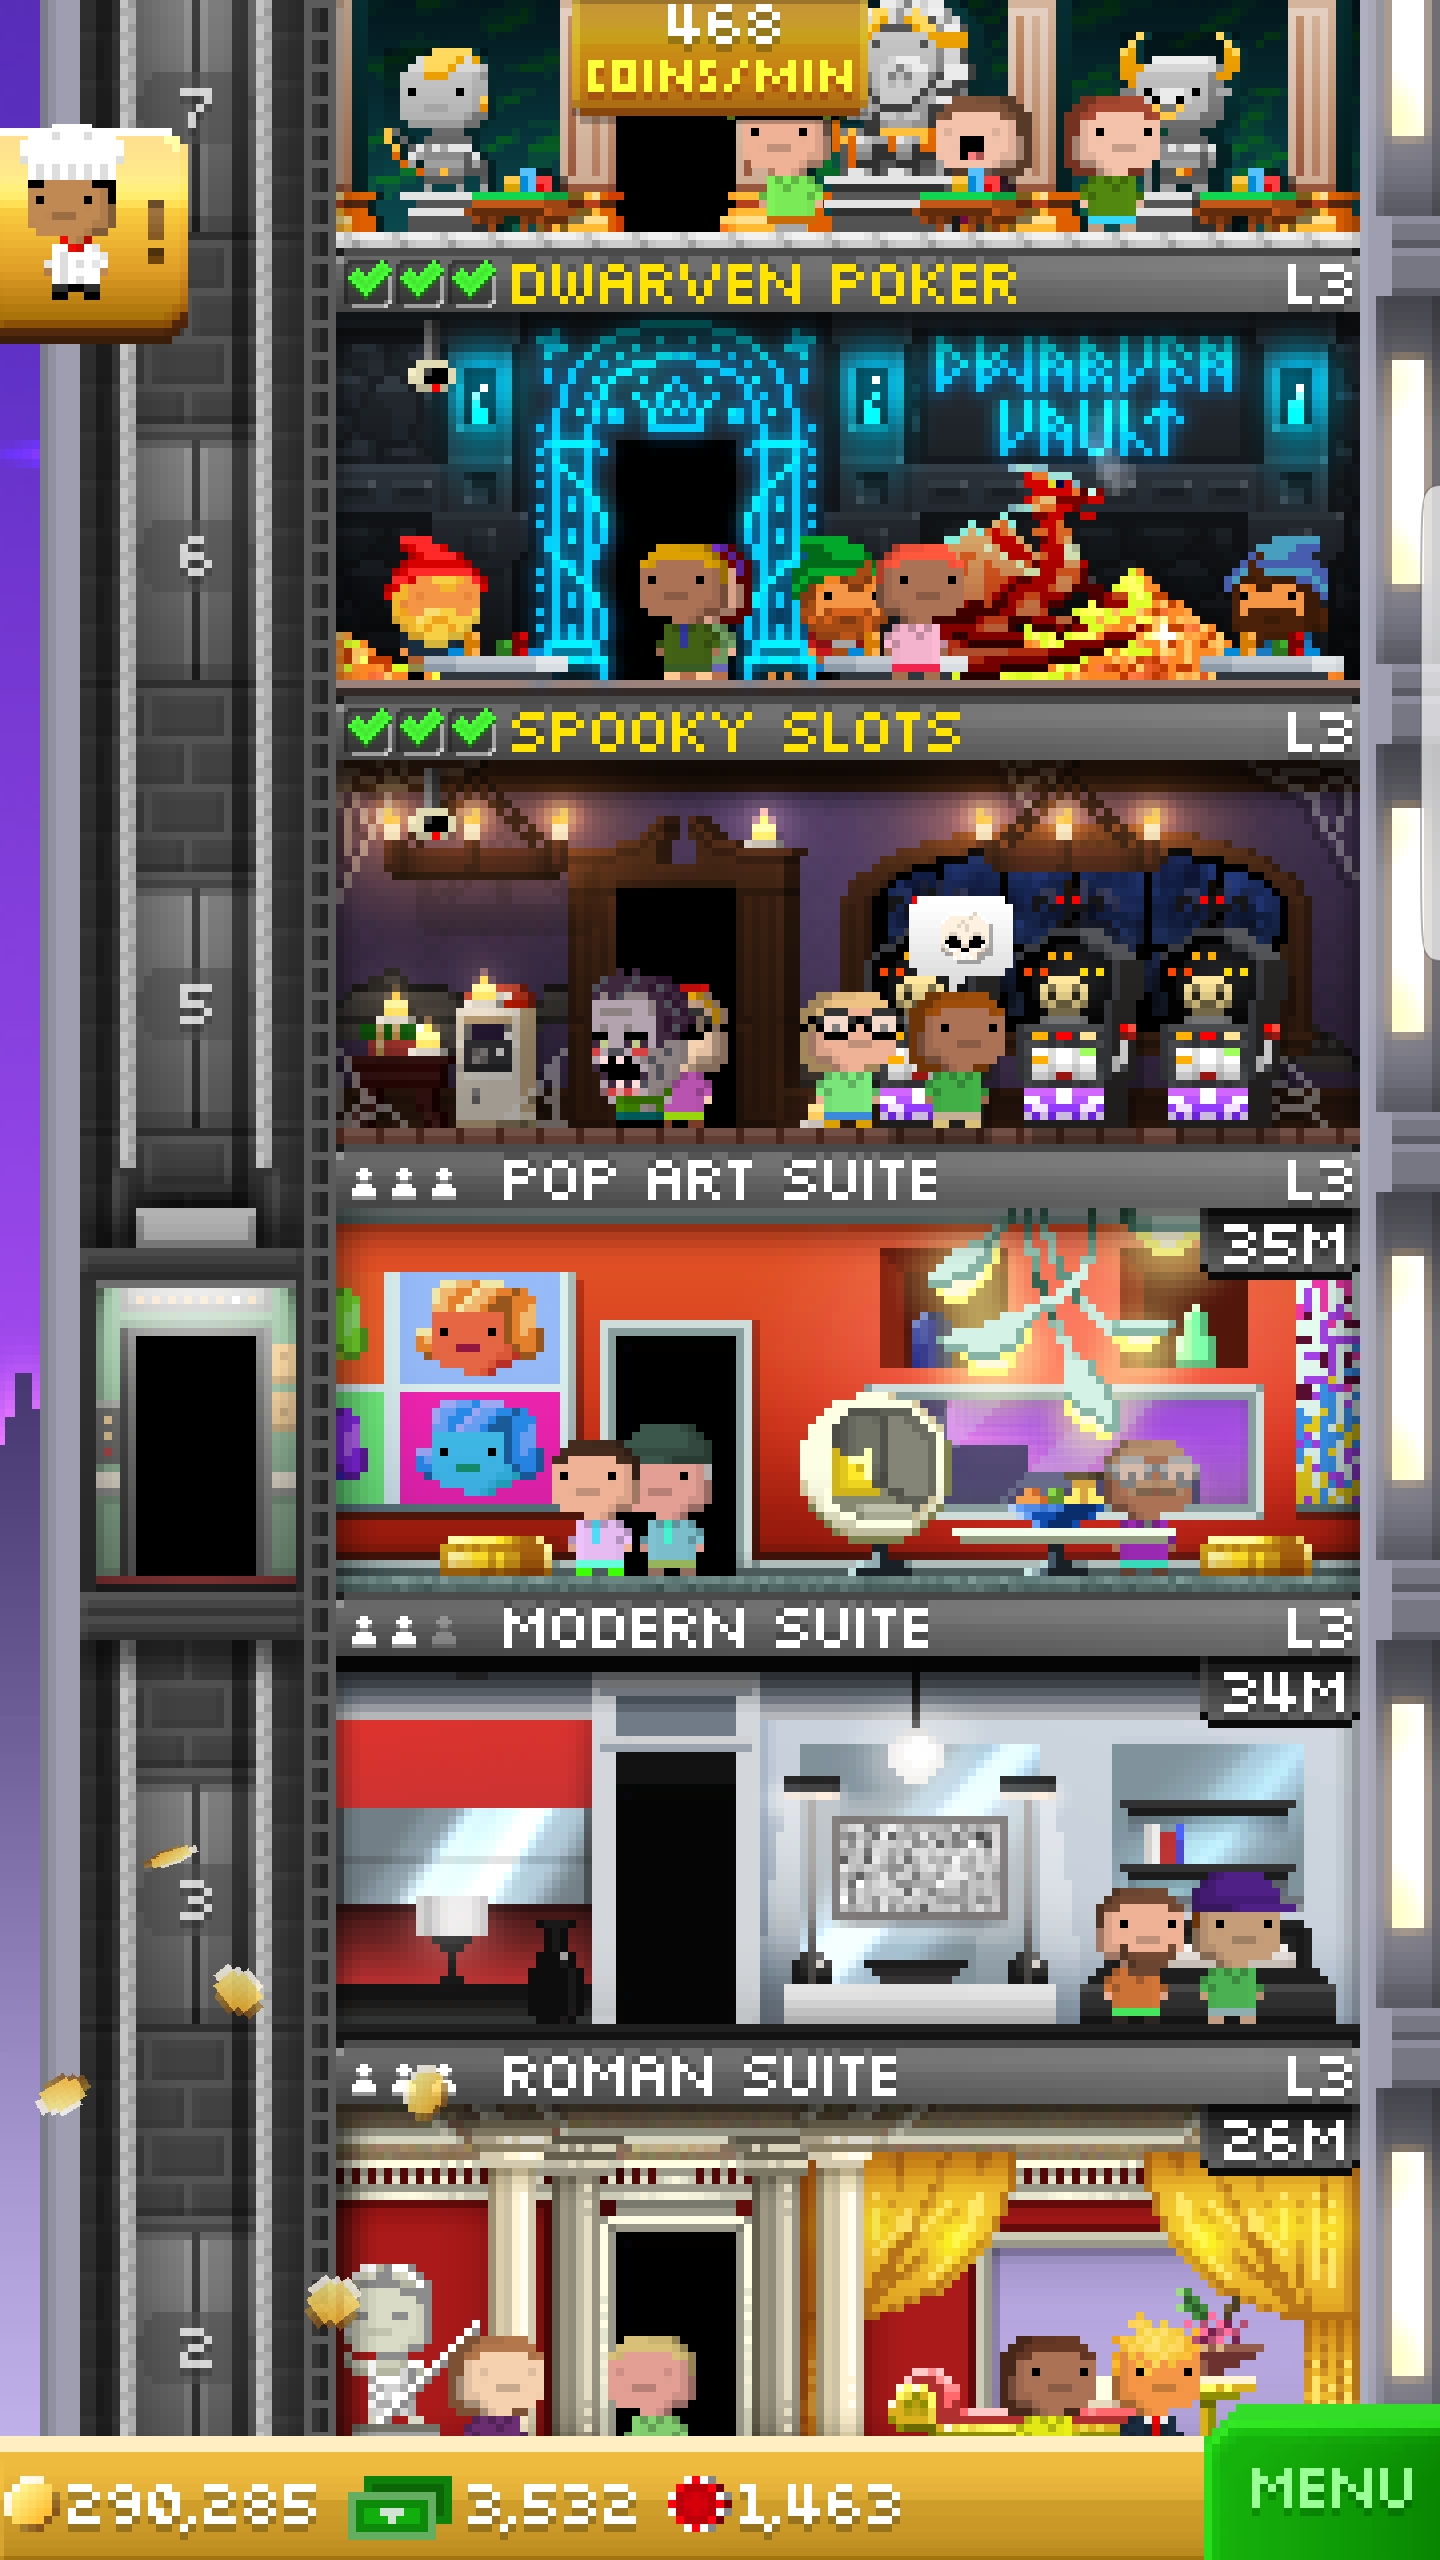 468
COINS/MIN
7
!
DWARVEN POKER L3
DWARVEN
VAULT
6
SPOOKY SLOTS L3
5
POP ART SUITE L3
35M
MODERN SUITE L3
34M
3
ROMAN SUITE L3
26M
2
290,285 3,532 1,463 MENU